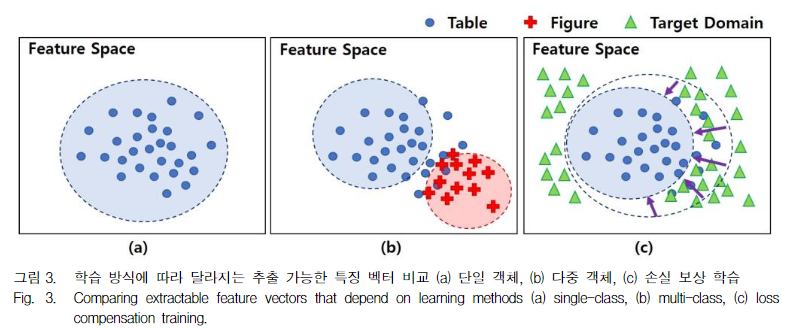 Table Figure Target Domain
Feature Space Feature Space Feature Space
(a) (b) (c)
그림 3. 학습 방식에 따라 달라지는 추출 가능한 특징 벡터 비교 (a) 단일 객체, (b) 다중 객체, (c) 손실 보상 학습
Fig. 3. Comparing extractable feature vectors that depend on learning methods (a) single-class, (b) multi-class, (c) loss
compensation training.